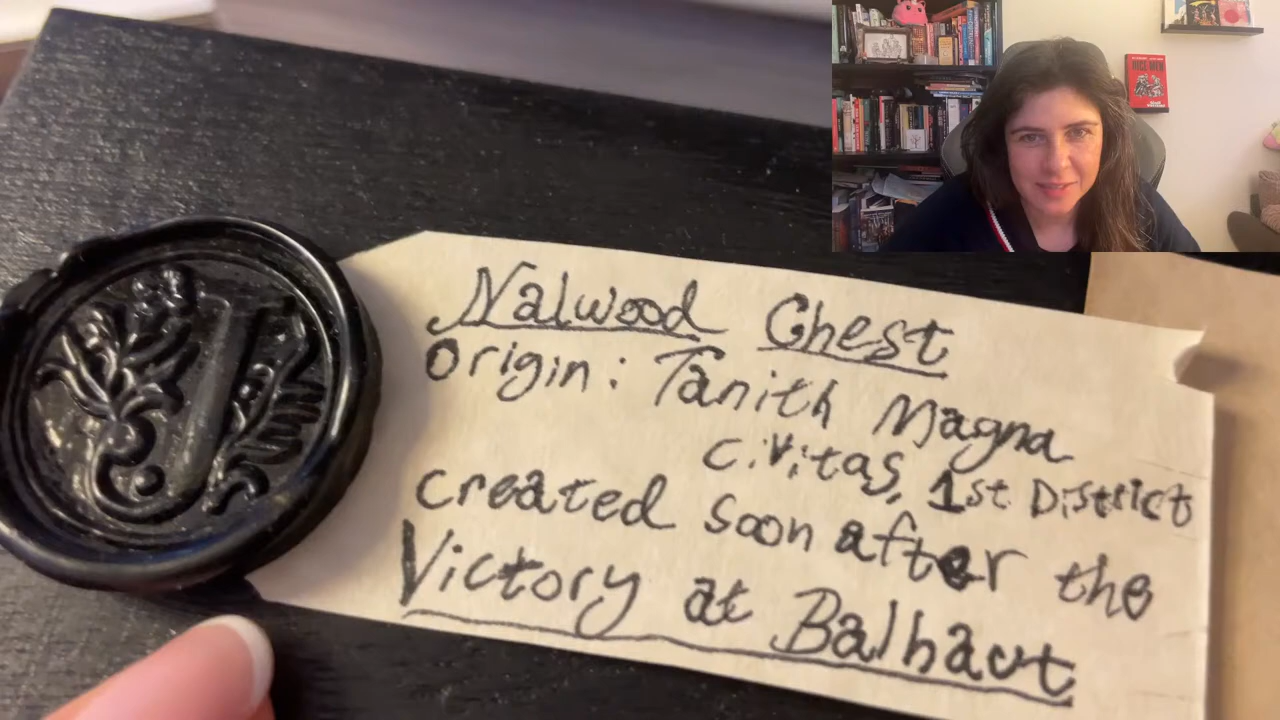 Nalwood Chest
Origin: Tanith Magna
Civitas, 1st District
created soon after the
Victory at Balhaut